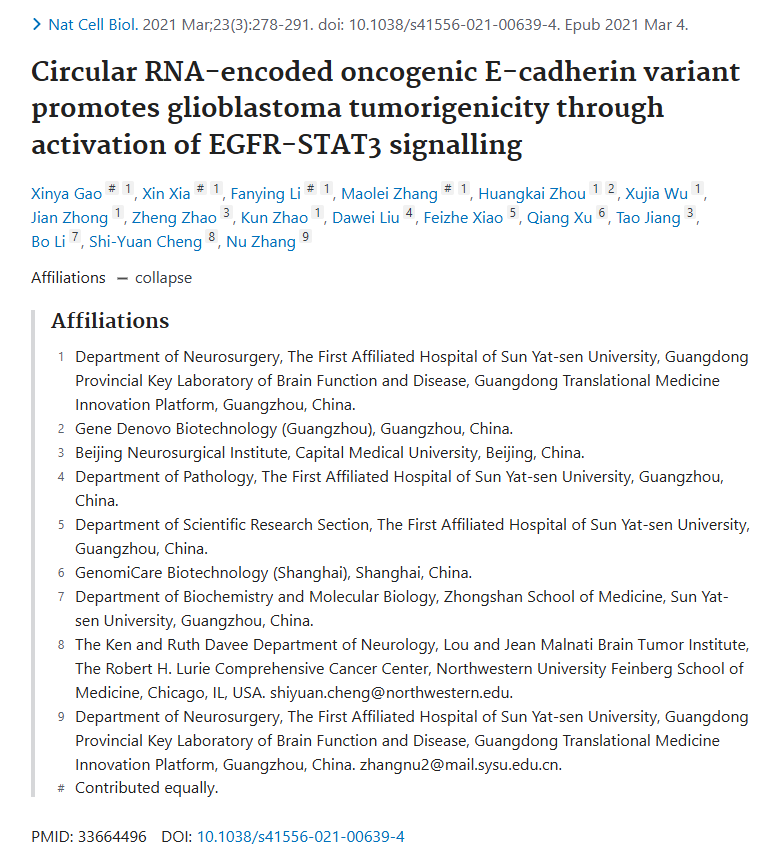 Nat Cell Biol. 2021 Mar;23(3):278-291. doi: 10.1038/s41556-021-00639-4. Epub 2021 Mar 4.
Circular RNA-encoded oncogenic E-cadherin variant
promotes glioblastoma tumorigenicity through
activation of EGFR-STAT3 signalling
Xinya Gao # 1, Xin Xia # 1, Fanying Li # 1, Maolei Zhang # 1, Huangkai Zhou 1 2, Xujia Wu 1,
Jian Zhong 1, Zheng Zhao 3, Kun Zhao 1, Dawei Liu 4, Feizhe Xiao 5, Qiang Xu 6, Tao Jiang 3,
Bo Li 7, Shi-Yuan Cheng 8, Nu Zhang 9
Affiliations — collapse
Affiliations
1 Department of Neurosurgery, The First Affiliated Hospital of Sun Yat-sen University, Guangdong
Provincial Key Laboratory of Brain Function and Disease, Guangdong Translational Medicine
Innovation Platform, Guangzhou, China.
2 Gene Denovo Biotechnology (Guangzhou), Guangzhou, China.
3 Beijing Neurosurgical Institute, Capital Medical University, Beijing, China.
4 Department of Pathology, The First Affiliated Hospital of Sun Yat-sen University, Guangzhou,
China.
5 Department of Scientific Research Section, The First Affiliated Hospital of Sun Yat-sen University,
Guangzhou, China.
6 GenomiCare Biotechnology (Shanghai), Shanghai, China.
7 Department of Biochemistry and Molecular Biology, Zhongshan School of Medicine, Sun Yat-
sen University, Guangzhou, China.
8 The Ken and Ruth Davee Department of Neurology, Lou and Jean Malnati Brain Tumor Institute,
The Robert H. Lurie Comprehensive Cancer Center, Northwestern University Feinberg School of
Medicine, Chicago, IL, USA. shiyuan.cheng@northwestern.edu.
9 Department of Neurosurgery, The First Affiliated Hospital of Sun Yat-sen University, Guangdong
Provincial Key Laboratory of Brain Function and Disease, Guangdong Translational Medicine
Innovation Platform, Guangzhou, China. zhangnu2@mail.sysu.edu.cn.
# Contributed equally.
PMID: 33664496 DOI: 10.1038/s41556-021-00639-4